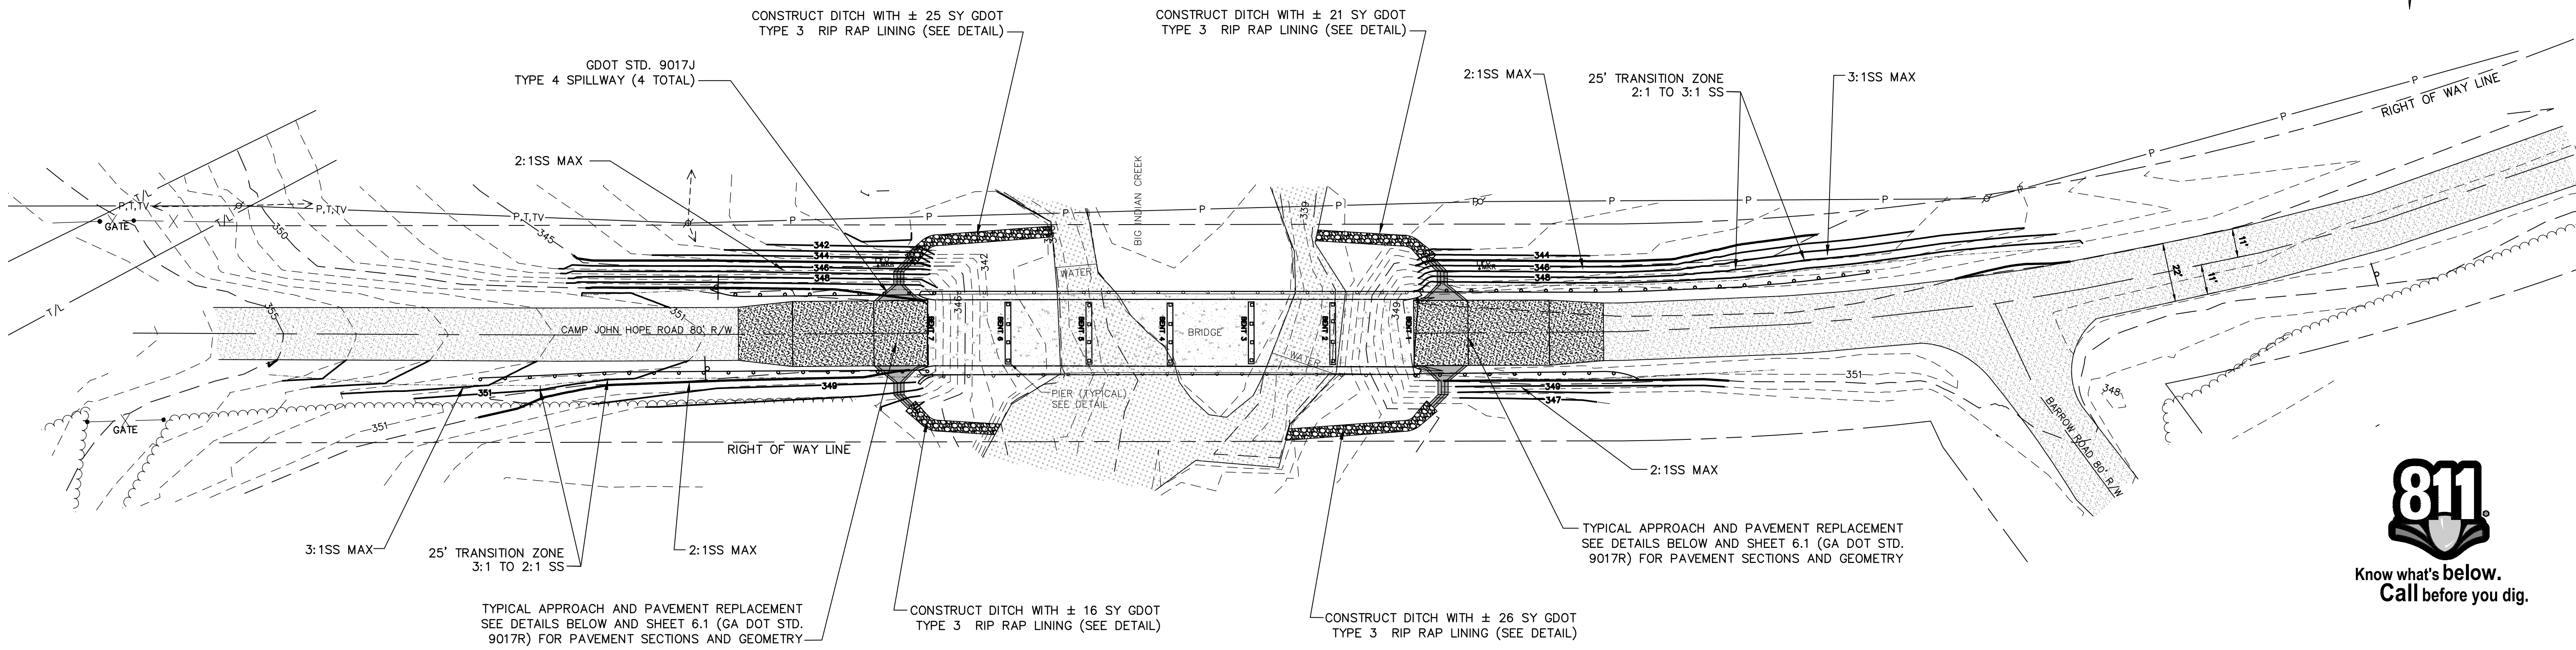 CONSTRUCT DITCH WITH ± 25 SY GDOT
TYPE 3 RIP RAP LINING (SEE DETAIL)
CONSTRUCT DITCH WITH ± 21 SY GDOT
TYPE 3 RIP RAP LINING (SEE DETAIL)
GDOT STD. 9017J
TYPE 4 SPILLWAY (4 TOTAL)
2:1SS MAX
25' TRANSITION ZONE
2:1 TO 3:1 SS
3:1SS MAX
P
RIGHT OF WAY LINE
P
P
2:1SS MAX
BIG INDIAN CREEK
T/L
P,T,TV
X
X
T/L
P,T,TV
P,T,TV
P
P
P
P
P
P
P
P
P
P
GATE
350
345
339
342
344
346
348
342
346
WATER
344
346
348
349
11'
22'
11'
P
T/L
355
351
CAMP JOHN HOPE ROAD 80' R/W
BENT 7
BENT 6
BENT 5
BENT 4
BRIDGE
BENT 3
BENT 2
BENT 1
WATER
351
349
351
349
347
351
348
PIER (TYPICAL)
SEE DETAIL
X
GATE
RIGHT OF WAY LINE
BARROW ROAD 80' R/W
2:1SS MAX
3:1SS MAX
25' TRANSITION ZONE
3:1 TO 2:1 SS
2:1SS MAX
TYPICAL APPROACH AND PAVEMENT REPLACEMENT
SEE DETAILS BELOW AND SHEET 6.1 (GA DOT STD.
9017R) FOR PAVEMENT SECTIONS AND GEOMETRY
TYPICAL APPROACH AND PAVEMENT REPLACEMENT
SEE DETAILS BELOW AND SHEET 6.1 (GA DOT STD.
9017R) FOR PAVEMENT SECTIONS AND GEOMETRY
CONSTRUCT DITCH WITH ± 16 SY GDOT
TYPE 3 RIP RAP LINING (SEE DETAIL)
CONSTRUCT DITCH WITH ± 26 SY GDOT
TYPE 3 RIP RAP LINING (SEE DETAIL)
811
Know what's below.
Call before you dig.